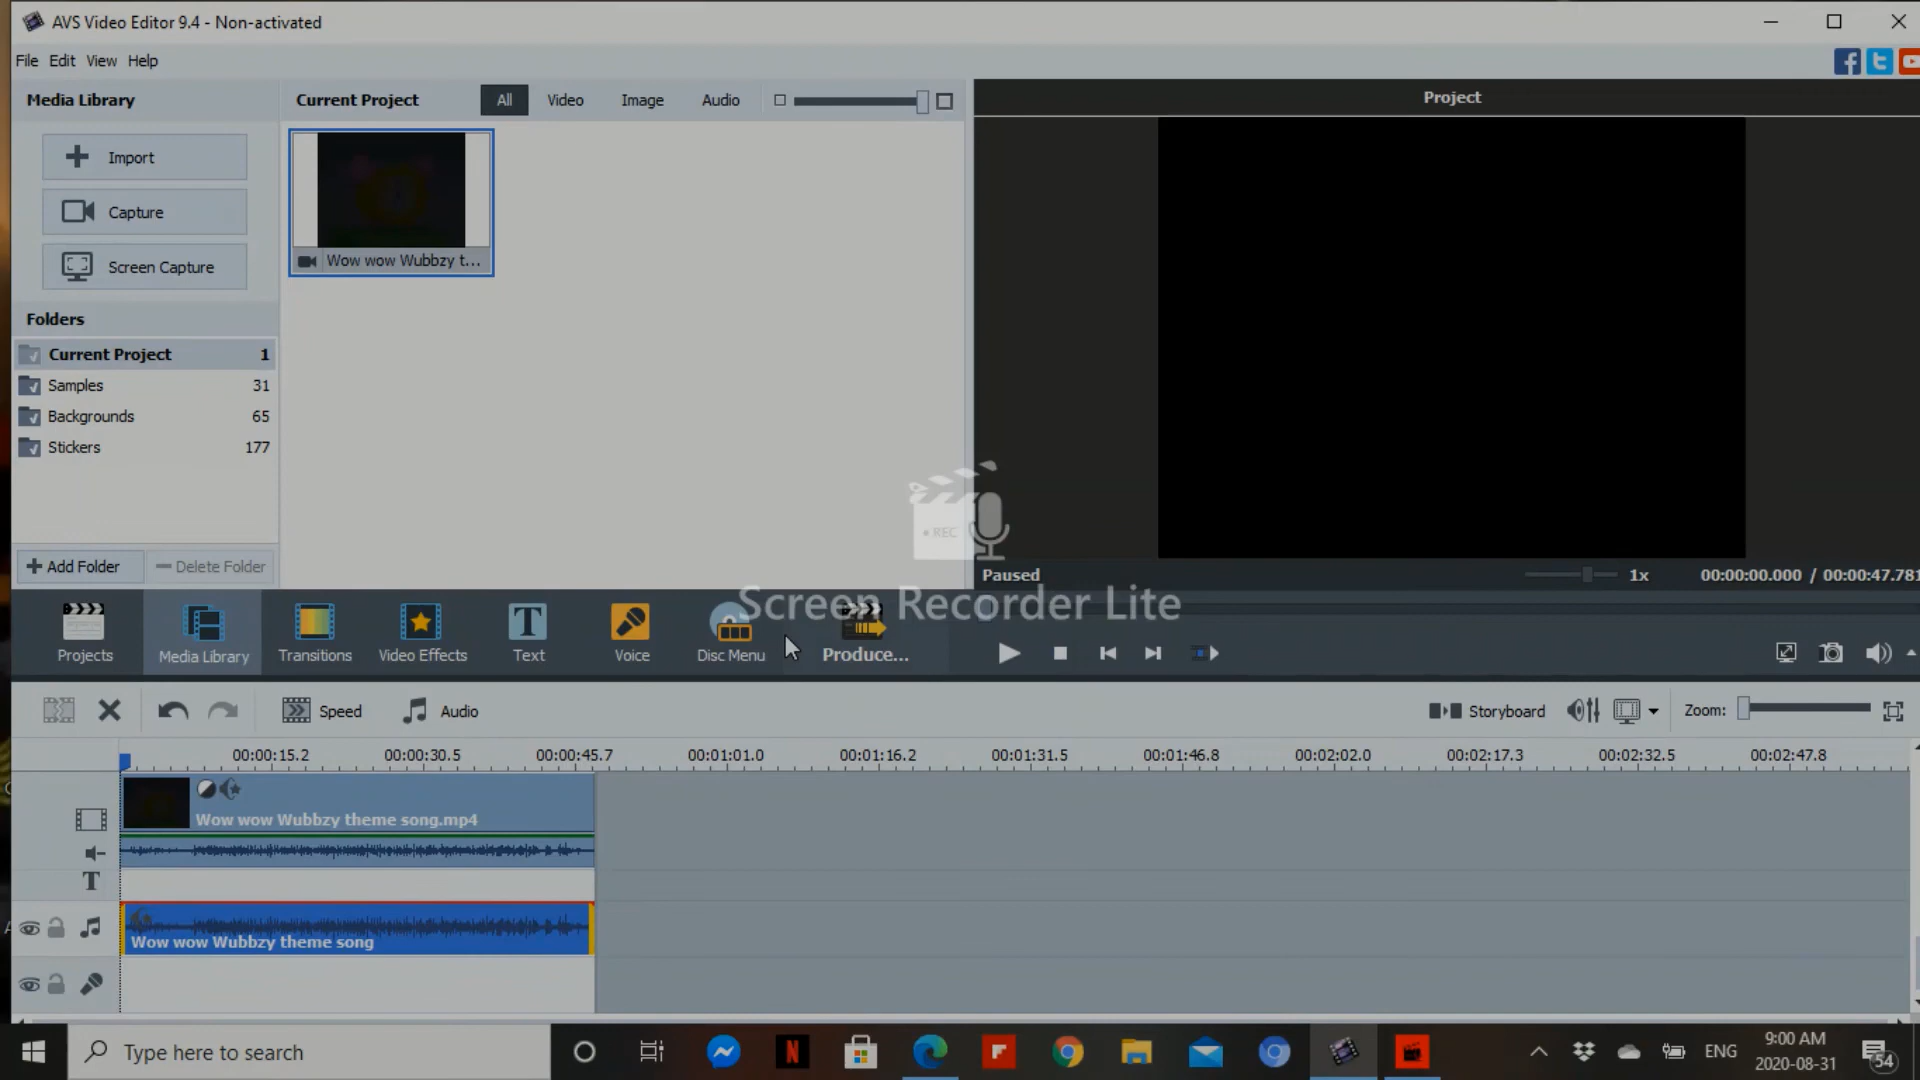 AVS Video Editor 9.4 - Non-activated
File Edit View Help
Media Library
Current Project All Video Image Audio
Project
Import
Capture
Screen Capture
Wow wow Wubbzy t...
Folders
Current Project 1
Samples 31
Backgrounds 65
Stickers 177
REC
Add Folder Delete Folder
Paused 1x 00:00:00.000 / 00:00:47.781
Screen Recorder Lite
Projects Media Library Transitions Video Effects Text Voice Disc Menu Produce...
Speed Audio Storyboard Zoom:
00:00:15.2 00:00:30.5 00:00:45.7 00:01:01.0 00:01:16.2 00:01:31.5 00:01:46.8 00:02:02.0 00:02:17.3 00:02:32.5 00:02:47.8
Wow wow Wubbzy theme song.mp4
T
Wow wow Wubbzy theme song
Type here to search
ENG
9:00 AM
2020-08-31
54